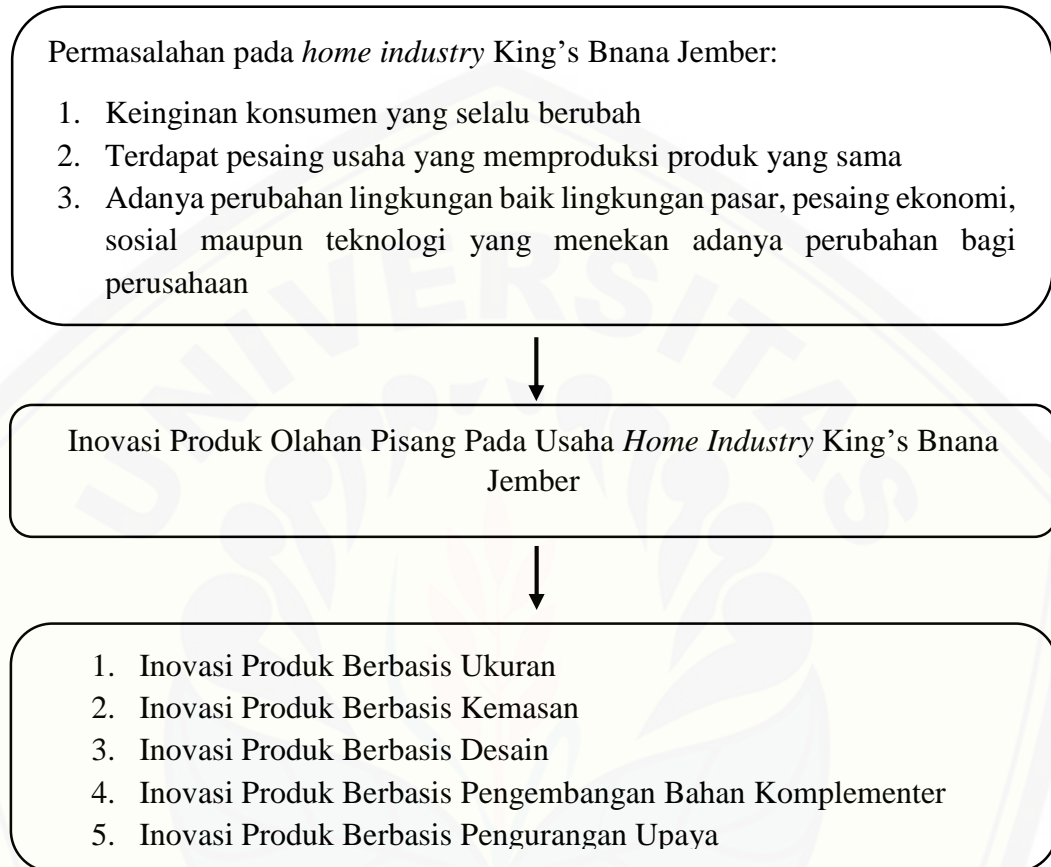 Permasalahan pada home industry King’s Bnana Jember:
1. Keinginan konsumen yang selalu berubah
2. Terdapat pesaing usaha yang memproduksi produk yang sama
3. Adanya perubahan lingkungan baik lingkungan pasar, pesaing ekonomi,
sosial maupun teknologi yang menekan adanya perubahan bagi
perusahaan
Inovasi Produk Olahan Pisang Pada Usaha Home Industry King’s Bnana
Jember
1. Inovasi Produk Berbasis Ukuran
2. Inovasi Produk Berbasis Kemasan
3. Inovasi Produk Berbasis Desain
4. Inovasi Produk Berbasis Pengembangan Bahan Komplementer
5. Inovasi Produk Berbasis Pengurangan Upaya
UNIVERSITAS